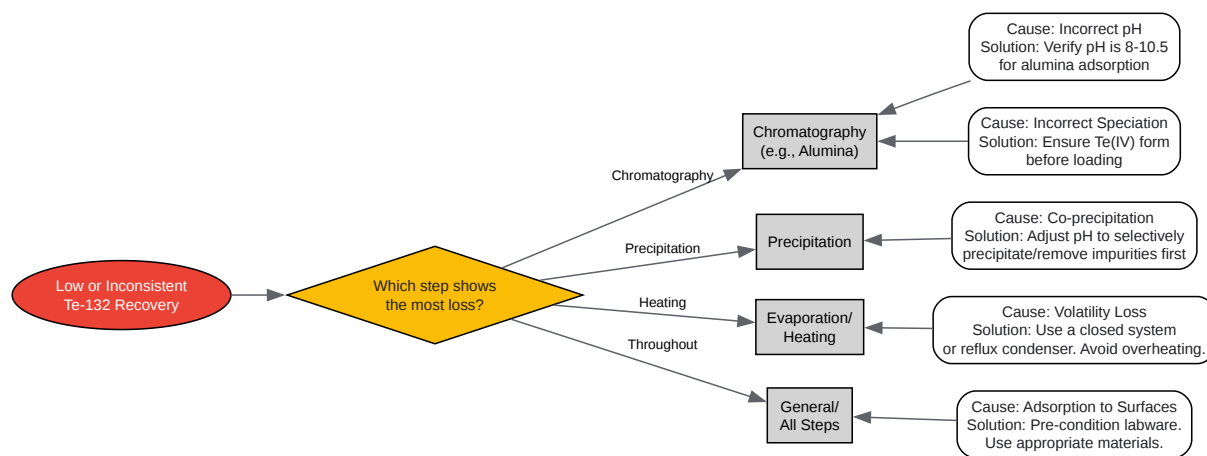 Low or Inconsistent
Te-132 Recovery
Which step shows
the most loss?
Chromatography
Precipitation
Heating
Throughout
Chromatography
(e.g., Alumina)
Precipitation
Evaporation/
Heating
General/
All Steps
Cause: Incorrect pH
Solution: Verify pH is 8-10.5
for alumina adsorption
Cause: Incorrect Speciation
Solution: Ensure Te(IV) form
before loading
Cause: Co-precipitation
Solution: Adjust pH to selectively
precipitate/remove impurities first
Cause: Volatility Loss
Solution: Use a closed system
or reflux condenser. Avoid overheating.
Cause: Adsorption to Surfaces
Solution: Pre-condition labware.
Use appropriate materials.